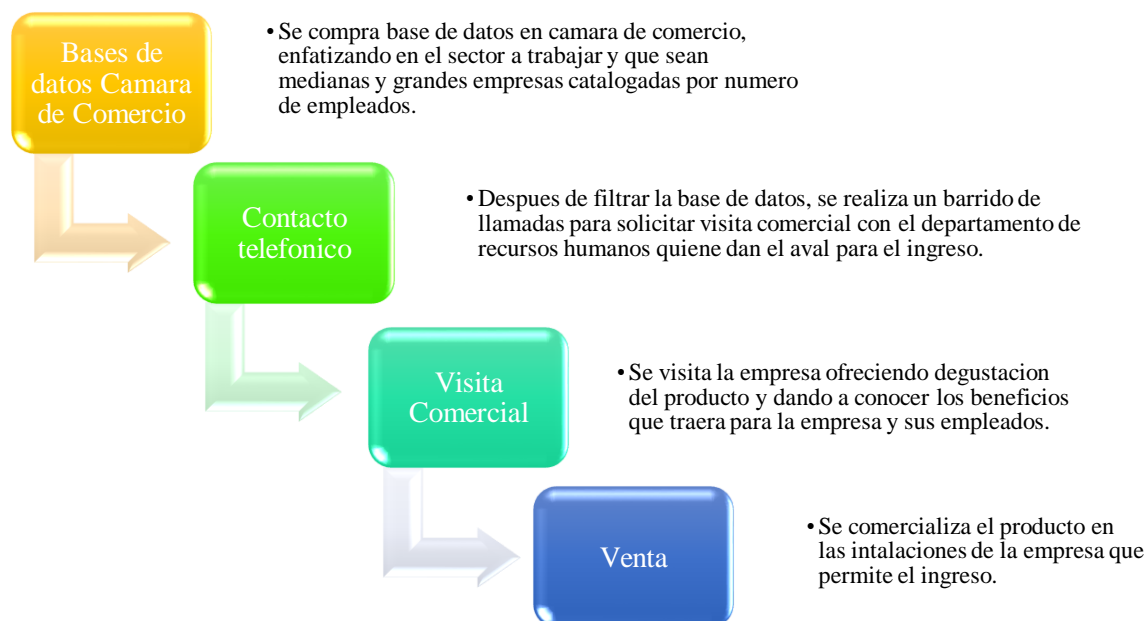 Bases de
datos Camara
de Comercio
• Se compra base de datos en camara de comercio,
enfatizando en el sector a trabajar y que sean
medianas y grandes empresas catalogadas por numero
de empleados.
Contacto
telefonico
• Despues de filtrar la base de datos, se realiza un barrido de
llamadas para solicitar visita comercial con el departamento de
recursos humanos quiene dan el aval para el ingreso.
Visita
Comercial
• Se visita la empresa ofreciendo degustacion
del producto y dando a conocer los beneficios
que traera para la empresa y sus empleados.
Venta
• Se comercializa el producto en
las intalaciones de la empresa que
permite el ingreso.